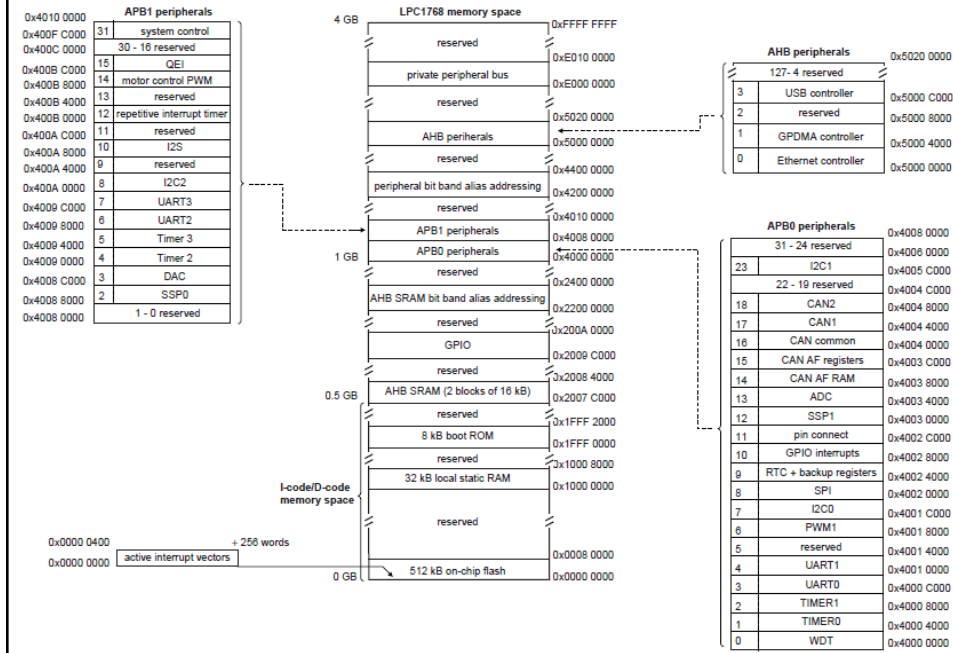 APB1 peripherals
0x4010 0000
31 system control
0x400F C000
30 - 16 reserved
0x400C 0000
15 QEI
0x400B C000
14 motor control PWM
0x400B 8000
13 reserved
0x400B 4000
12 repetitive interrupt timer
0x400B 0000
11 reserved
0x400A C000
10 I2S
0x400A 8000
9 reserved
0x400A 4000
8 I2C2
0x400A 0000
7 UART3
0x4009 C000
6 UART2
0x4009 8000
5 Timer 3
0x4009 4000
4 Timer 2
0x4009 0000
3 DAC
0x4008 C000
2 SSP0
0x4008 8000
1 - 0 reserved
0x4008 0000
LPC1768 memory space
4 GB
0xFFFF FFFF
reserved
0xE010 0000
private peripheral bus
0xE000 0000
reserved
0x5020 0000
AHB periherals
0x5000 0000
reserved
0x4400 0000
peripheral bit band alias addressing
0x4200 0000
reserved
0x4010 0000
APB1 peripherals
0x4008 0000
APB0 peripherals
1 GB
0x4000 0000
reserved
0x2400 0000
AHB SRAM bit band alias addressing
0x2200 0000
reserved
0x200A 0000
GPIO
0x2009 C000
reserved
0x2008 4000
AHB SRAM (2 blocks of 16 kB)
0.5 GB
0x2007 C000
reserved
0x1FFF 2000
8 kB boot ROM
0x1FFF 0000
reserved
0x1000 8000
32 kB local static RAM
0x1000 0000
I-code/D-code
memory space
reserved
0x0008 0000
512 kB on-chip flash
0 GB
0x0000 0000
0x0000 0400
+ 256 words
active interrupt vectors
0x0000 0000
AHB peripherals
0x5020 0000
127- 4 reserved
3 USB controller
0x5000 C000
2 reserved
0x5000 8000
1 GPDMA controller
0x5000 4000
0 Ethernet controller
0x5000 0000
APB0 peripherals
0x4008 0000
31 - 24 reserved
0x4006 0000
23 I2C1
0x4005 C000
22 - 19 reserved
0x4004 C000
18 CAN2
0x4004 8000
17 CAN1
0x4004 4000
16 CAN common
0x4004 0000
15 CAN AF registers
0x4003 C000
14 CAN AF RAM
0x4003 8000
13 ADC
0x4003 4000
12 SSP1
0x4003 0000
11 pin connect
0x4002 C000
10 GPIO interrupts
0x4002 8000
9 RTC + backup registers
0x4002 4000
8 SPI
0x4002 0000
7 I2C0
0x4001 C000
6 PWM1
0x4001 8000
5 reserved
0x4001 4000
4 UART1
0x4001 0000
3 UART0
0x4000 C000
2 TIMER1
0x4000 8000
1 TIMER0
0x4000 4000
0 WDT
0x4000 0000